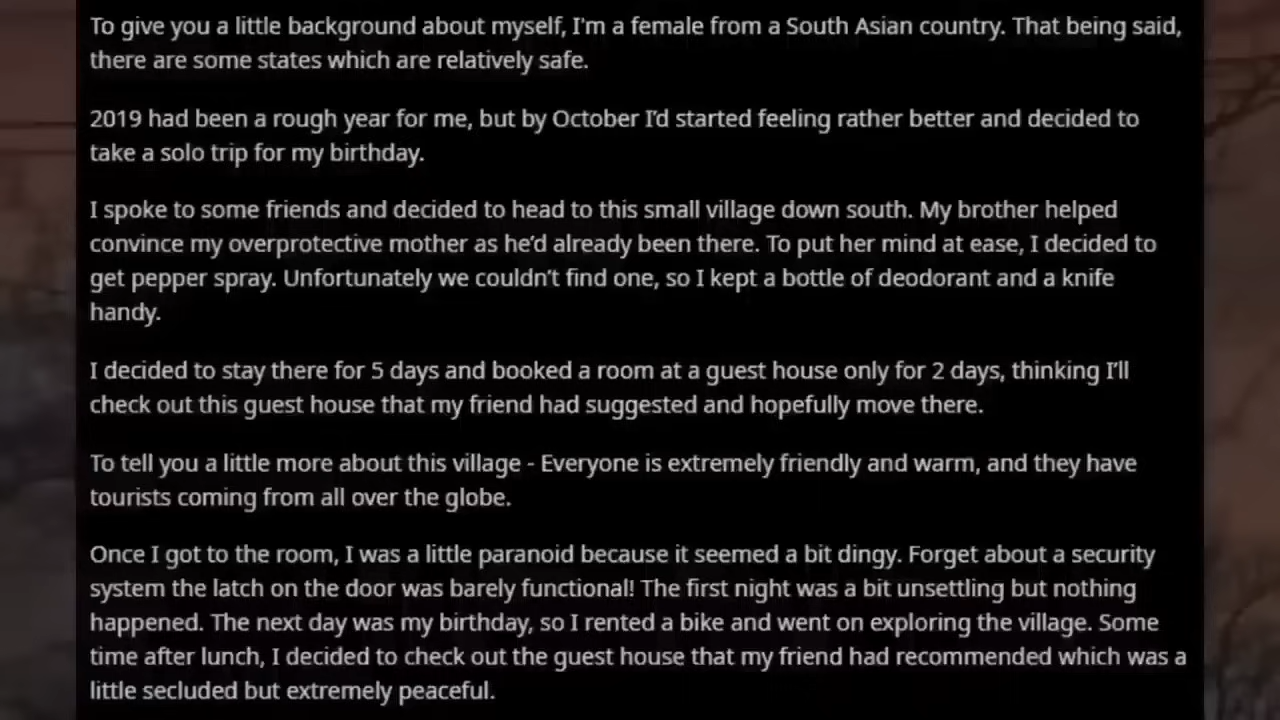 To give you a little background about myself, I'm a female from a South Asian country. That being said,
there are some states which are relatively safe.
2019 had been a rough year for me, but by October I'd started feeling rather better and decided to
take a solo trip for my birthday.
I spoke to some friends and decided to head to this small village down south. My brother helped
convince my overprotective mother as he'd already been there. To put her mind at ease, I decided to
get pepper spray. Unfortunately we couldn't find one, so I kept a bottle of deodorant and a knife
handy.
I decided to stay there for 5 days and booked a room at a guest house only for 2 days, thinking I'll
check out this guest house that my friend had suggested and hopefully move there.
To tell you a little more about this village - Everyone is extremely friendly and warm, and they have
tourists coming from all over the globe.
Once I got to the room, I was a little paranoid because it seemed a bit dingy. Forget about a security
system the latch on the door was barely functional! The first night was a bit unsettling but nothing
happened. The next day was my birthday, so I rented a bike and went on exploring the village. Some
time after lunch, I decided to check out the guest house that my friend had recommended which was a
little secluded but extremely peaceful.